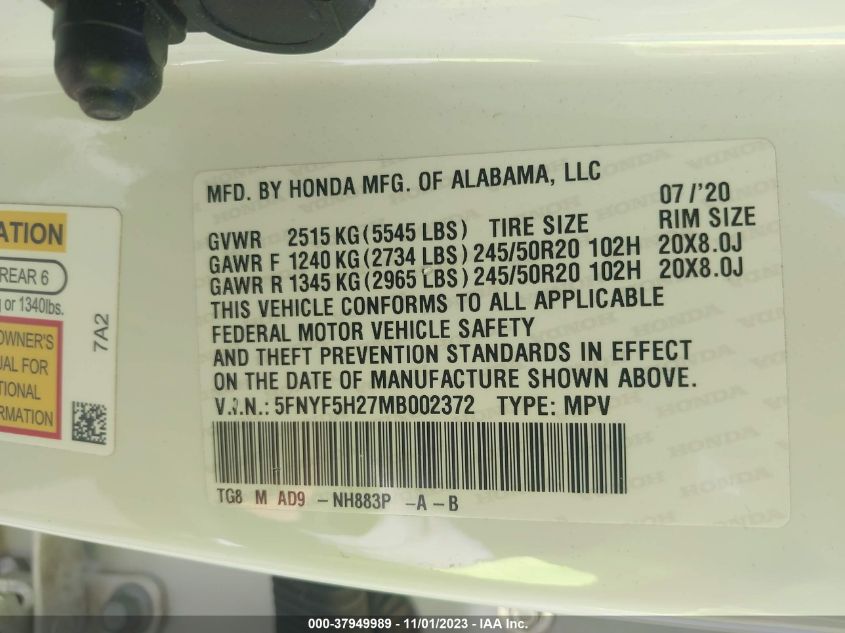 MFD. BY HONDA MFG. OF ALABAMA, LLC 07/'20
GVWR 2515 KG (5545 LBS) TIRE SIZE RIM SIZE
GAWR F 1240 KG (2734 LBS) 245/50R20 102H 20X8.0J
GAWR R 1345 KG (2965 LBS) 245/50R20 102H 20X8.0J
THIS VEHICLE CONFORMS TO ALL APPLICABLE
FEDERAL MOTOR VEHICLE SAFETY
AND THEFT PREVENTION STANDARDS IN EFFECT
ON THE DATE OF MANUFACTURE SHOWN ABOVE.
V.I.N.: 5FNYF5H27MB002372 TYPE: MPV
TG8 M AD9 -NH883P -A-B
ATION
REAR 6
or 1340lbs.
OWNER'S
UAL FOR
TIONAL
RMATION
7A2
000-37949989 - 11/01/2023 - IAA Inc.